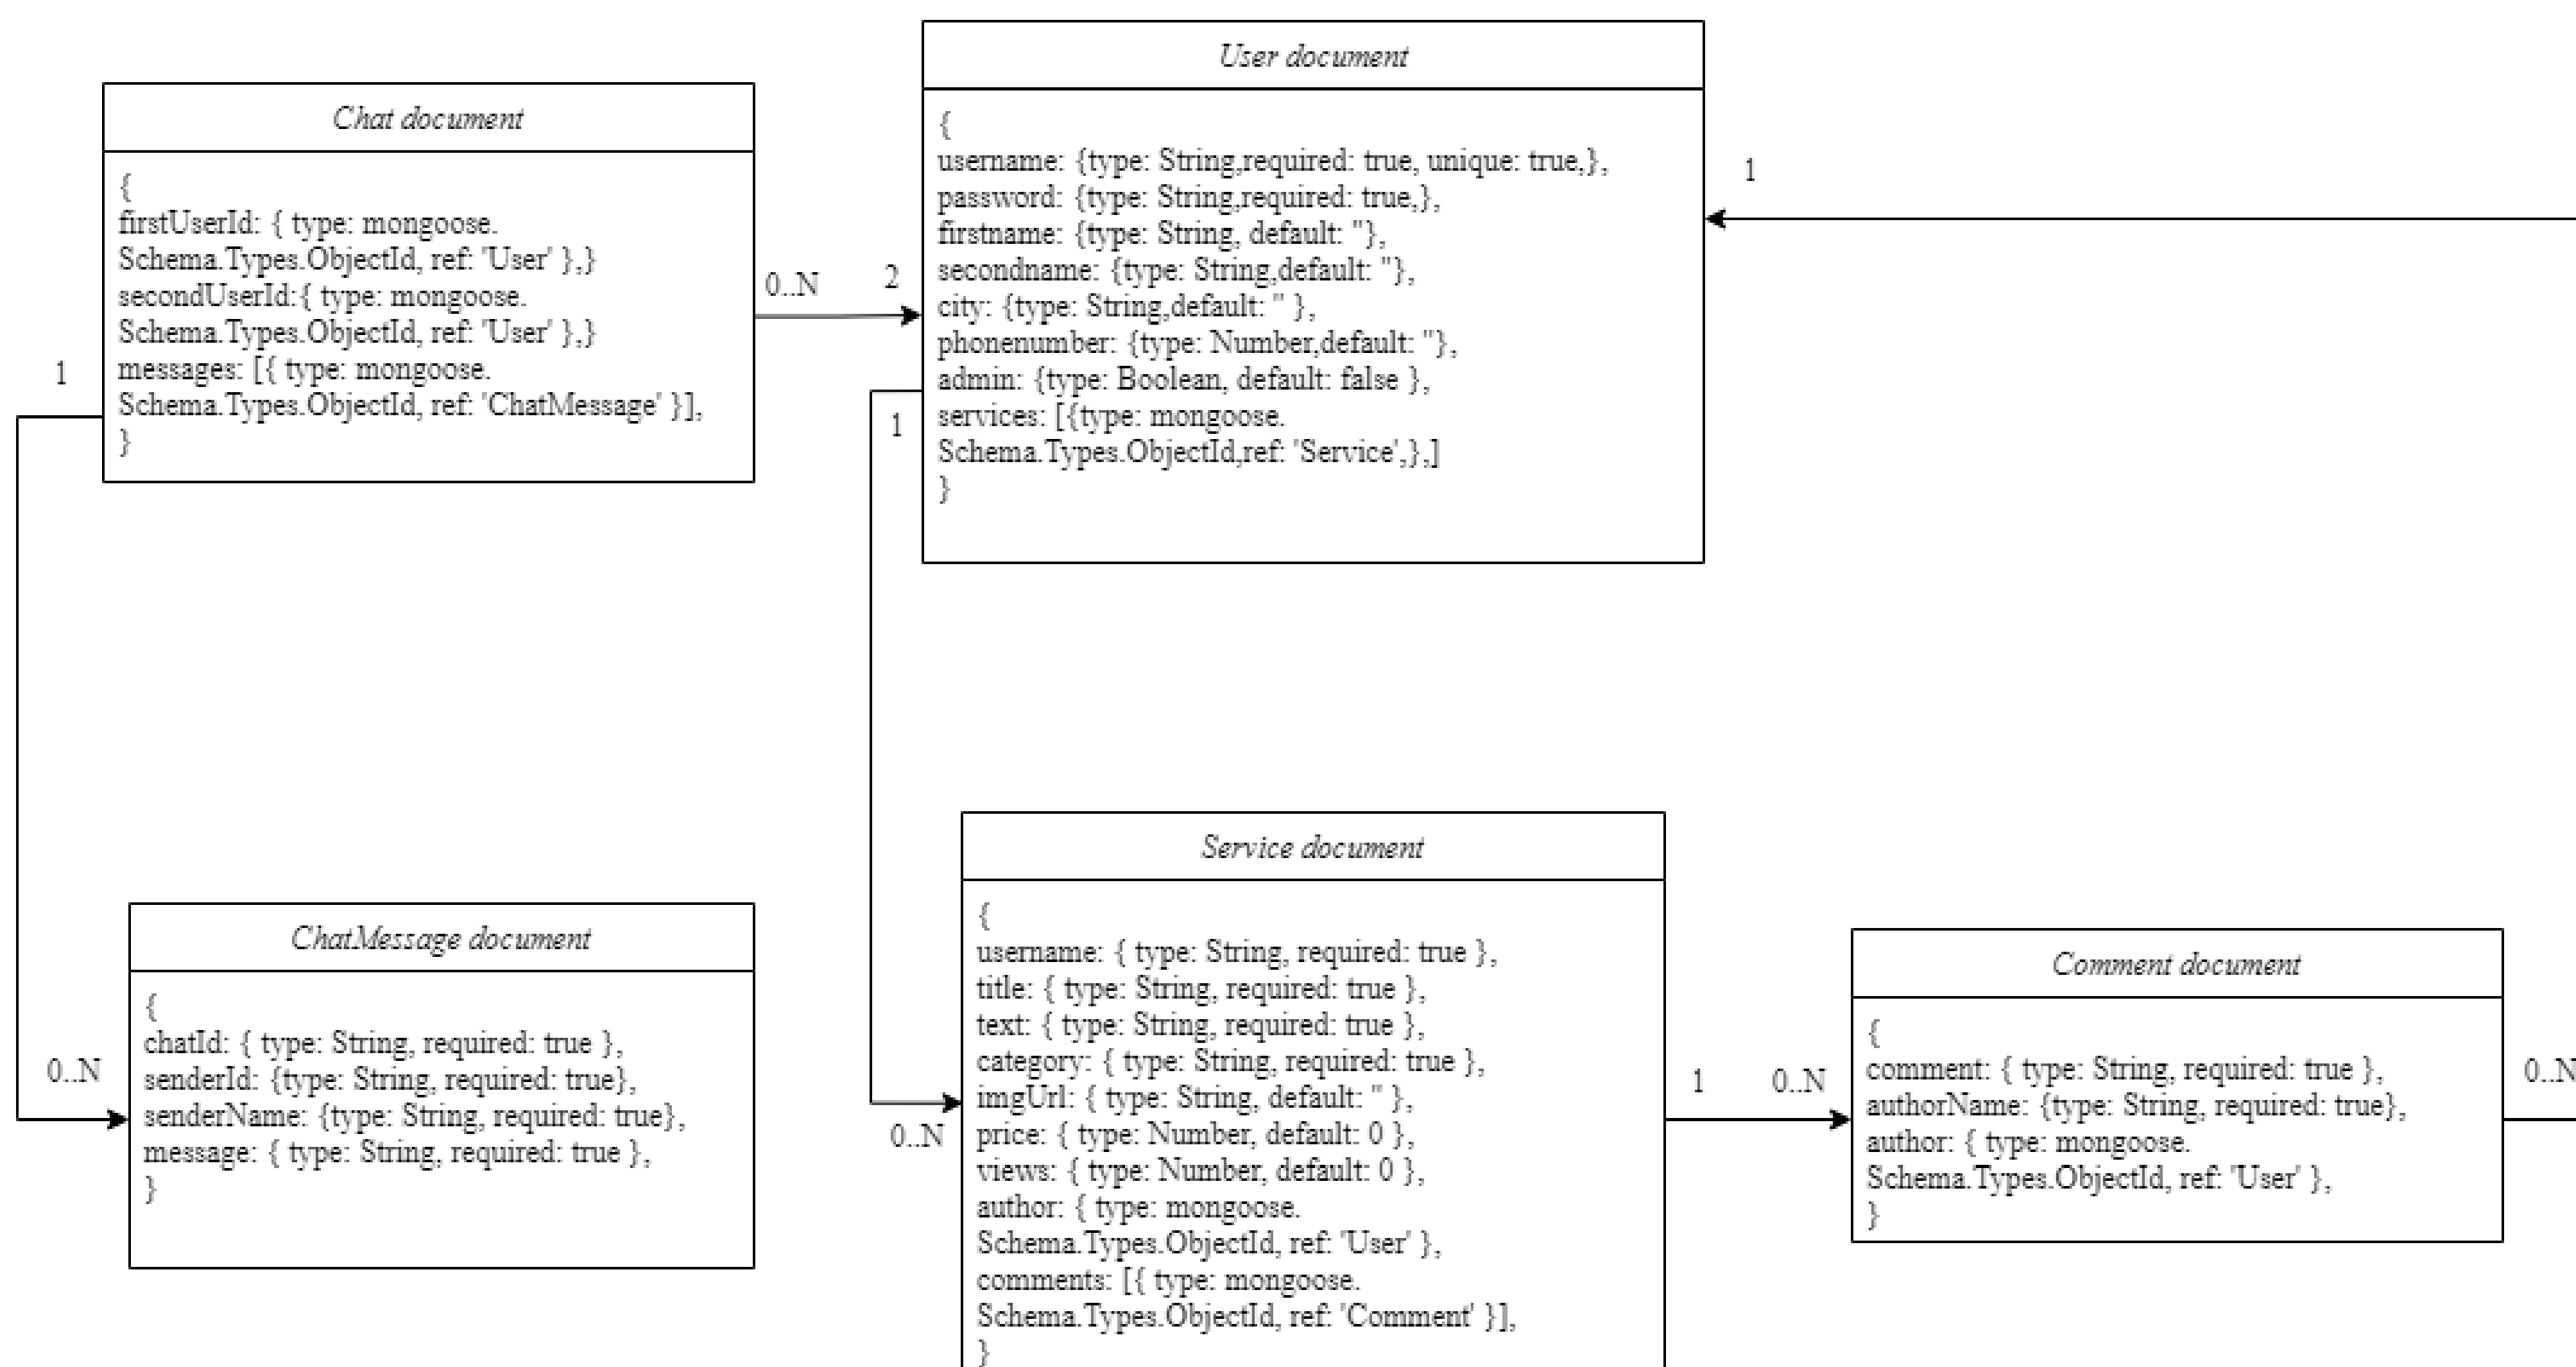 Chat document
{
firstUserId: { type: mongoose.
Schema.Types.ObjectId, ref: 'User' },}
secondUserId:{ type: mongoose.
Schema.Types.ObjectId, ref: 'User' },}
messages: [{ type: mongoose.
Schema.Types.ObjectId, ref: 'ChatMessage' }],
}
1
0..N
2
User document
{
username: {type: String,required: true, unique: true,},
password: {type: String,required: true,},
firstname: {type: String, default: ''},
secondname: {type: String,default: ''},
city: {type: String,default: '' },
phonenumber: {type: Number,default: ''},
admin: {type: Boolean, default: false },
services: [{type: mongoose.
Schema.Types.ObjectId,ref: 'Service',},]
}
1
1
ChatMessage document
{
chatId: { type: String, required: true },
senderId: {type: String, required: true},
senderName: {type: String, required: true},
message: { type: String, required: true },
}
0..N
Service document
{
username: { type: String, required: true },
title: { type: String, required: true },
text: { type: String, required: true },
category: { type: String, required: true },
imgUrl: { type: String, default: '' },
price: { type: Number, default: 0 },
views: { type: Number, default: 0 },
author: { type: mongoose.
Schema.Types.ObjectId, ref: 'User' },
comments: [{ type: mongoose.
Schema.Types.ObjectId, ref: 'Comment' }],
}
0..N
1
0..N
Comment document
{
comment: { type: String, required: true },
authorName: {type: String, required: true},
author: { type: mongoose.
Schema.Types.ObjectId, ref: 'User' },
}
0..N